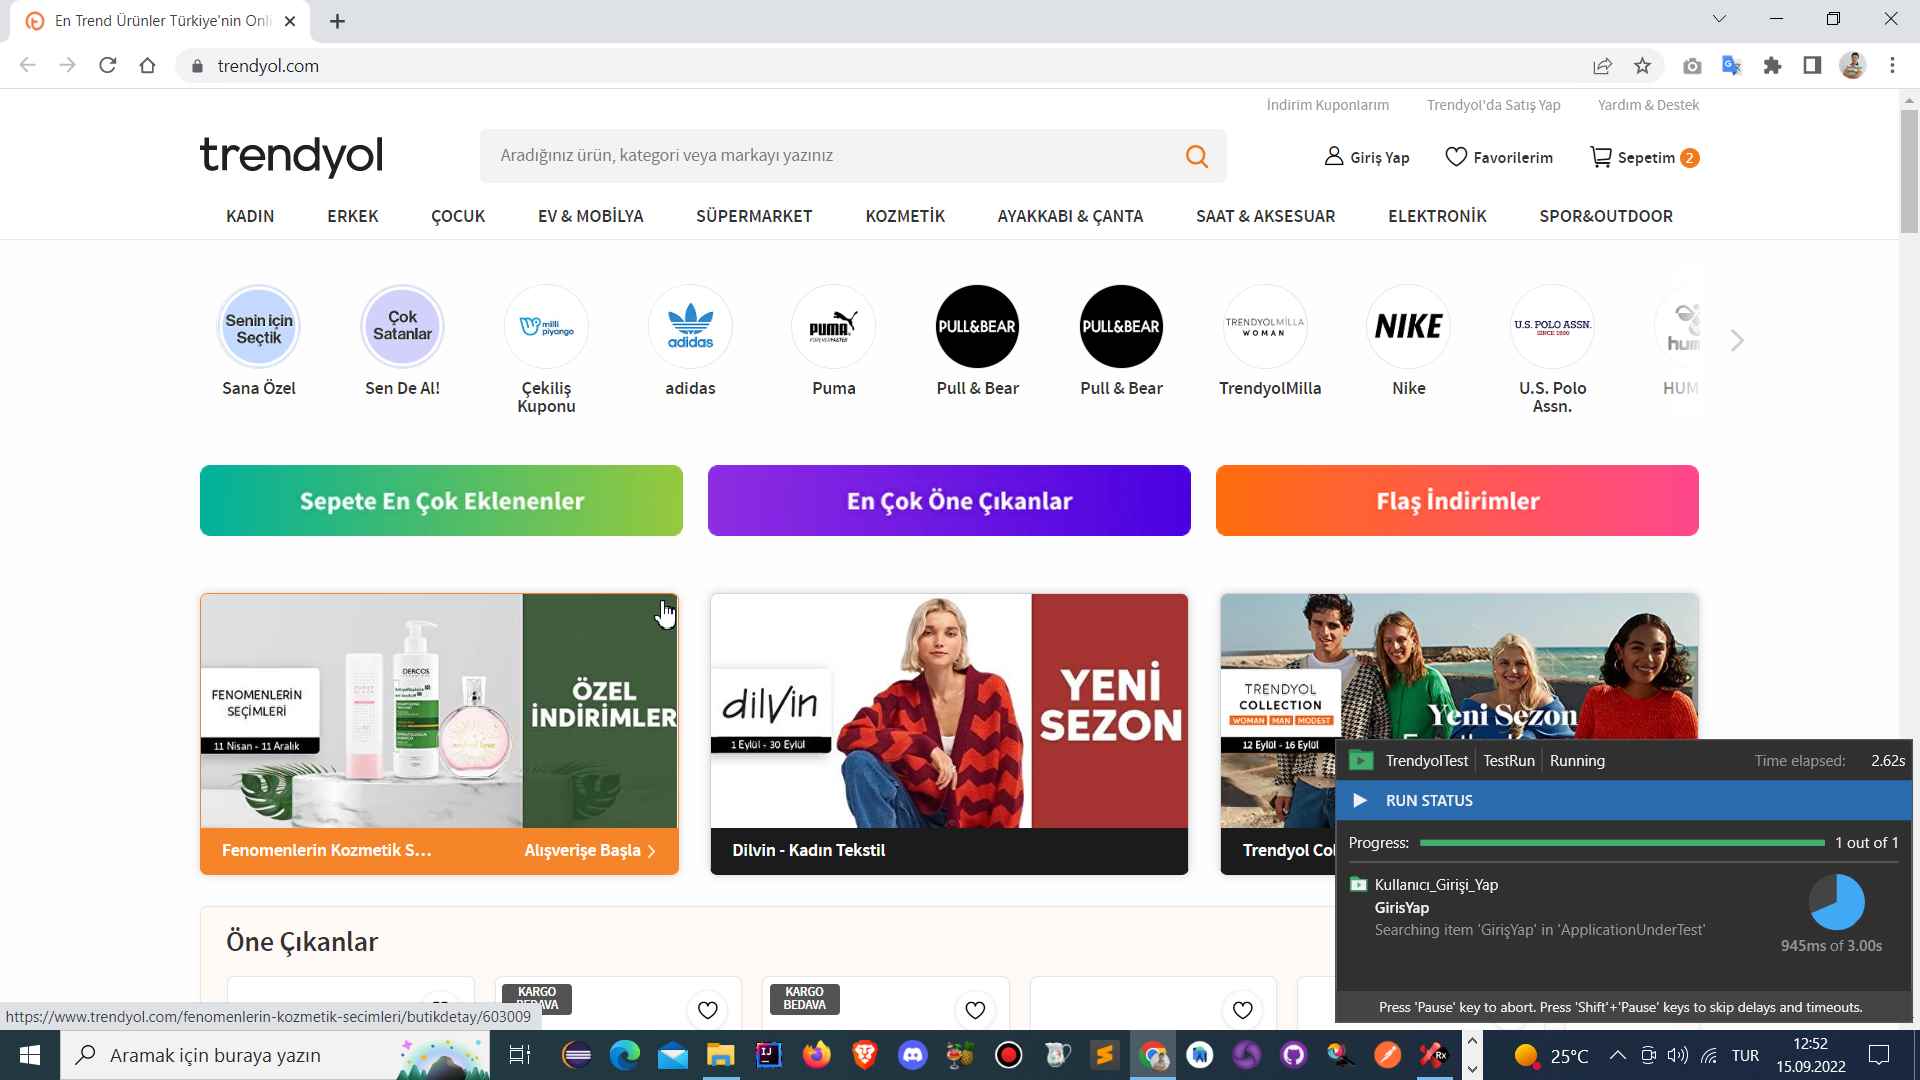 En Trend Ürünler Türkiye'nin Onli
trendyol.com
İndirim Kuponlarım
Trendyol'da Satış Yap
Yardım & Destek
trendyol
Aradığınız ürün, kategori veya markayı yazınız
Giriş Yap
Favorilerim
Sepetim 2
KADIN
ERKEK
ÇOCUK
EV & MOBİLYA
SÜPERMARKET
KOZMETİK
AYAKKABI & ÇANTA
SAAT & AKSESUAR
ELEKTRONİK
SPOR&OUTDOOR
Senin için
Seçtik
Çok
Satanlar
milli
piyango
adidas
PUMA
FOREVER FASTER
PULL&BEAR
PULL&BEAR
TRENDYOLMİLLA
WOMAN
NIKE
U.S. POLO ASSN.
SINCE 1890
hum
Sana Özel
Sen De Al!
Çekiliş
Kuponu
adidas
Puma
Pull & Bear
Pull & Bear
TrendyolMilla
Nike
U.S. Polo
Assn.
HUM
Sepete En Çok Eklenenler
En Çok Öne Çıkanlar
Flaş İndirimler
FENOMENLERİN
SEÇİMLERİ
11 Nisan - 11 Aralık
DERCOS
ÖZEL
İNDİRİMLER
Fenomenlerin Kozmetik S...
Alışverişe Başla
dilvin
1 Eylül - 30 Eylül
YENİ
SEZON
Dilvin - Kadın Tekstil
TRENDYOL
COLLECTION
WOMAN MAN MODEST
12 Eylül - 16 Eylül
Yeni Sezon
Trendyol Col
TrendyolTest
TestRun
Running
Time elapsed:
2.62s
RUN STATUS
Progress:
1 out of 1
Kullanıcı_Girişi_Yap
GirisYap
Searching item 'GirişYap' in 'ApplicationUnderTest'
945ms of 3.00s
Press 'Pause' key to abort. Press 'Shift'+'Pause' keys to skip delays and timeouts.
Öne Çıkanlar
KARGO
BEDAVA
KARGO
BEDAVA
https://www.trendyol.com/fenomenlerin-kozmetik-secimleri/butikdetay/603009
Aramak için buraya yazın
25°C
TUR
12:52
15.09.2022